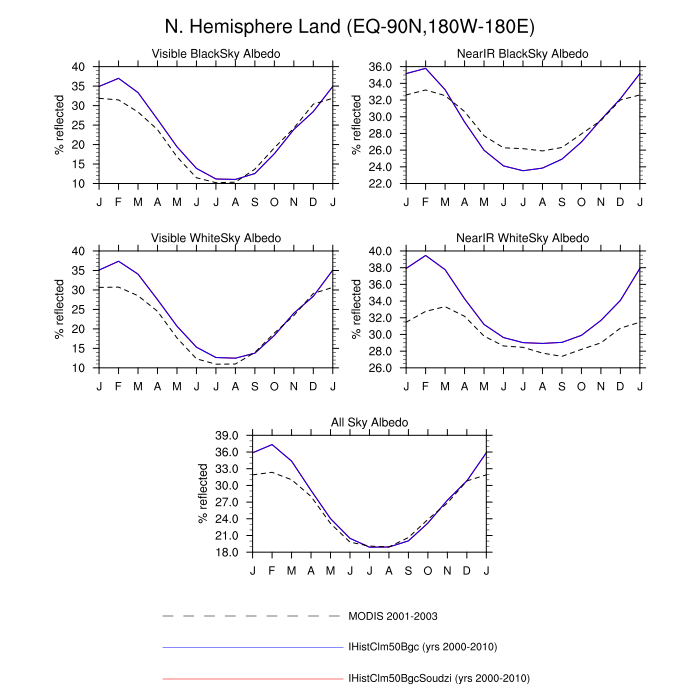 N. Hemisphere Land (EQ-90N,180W-180E)
Visible BlackSky Albedo
% reflected
40
35
30
25
20
15
10
J F M A M J J A S O N D J
NearIR BlackSky Albedo
% reflected
36.0
34.0
32.0
30.0
28.0
26.0
24.0
22.0
J F M A M J J A S O N D J
Visible WhiteSky Albedo
% reflected
40
35
30
25
20
15
10
J F M A M J J A S O N D J
NearIR WhiteSky Albedo
% reflected
40.0
38.0
36.0
34.0
32.0
30.0
28.0
26.0
J F M A M J J A S O N D J
All Sky Albedo
% reflected
39.0
36.0
33.0
30.0
27.0
24.0
21.0
18.0
J F M A M J J A S O N D J
MODIS 2001-2003
IHistClm50Bgc (yrs 2000-2010)
IHistClm50BgcSoudzi (yrs 2000-2010)